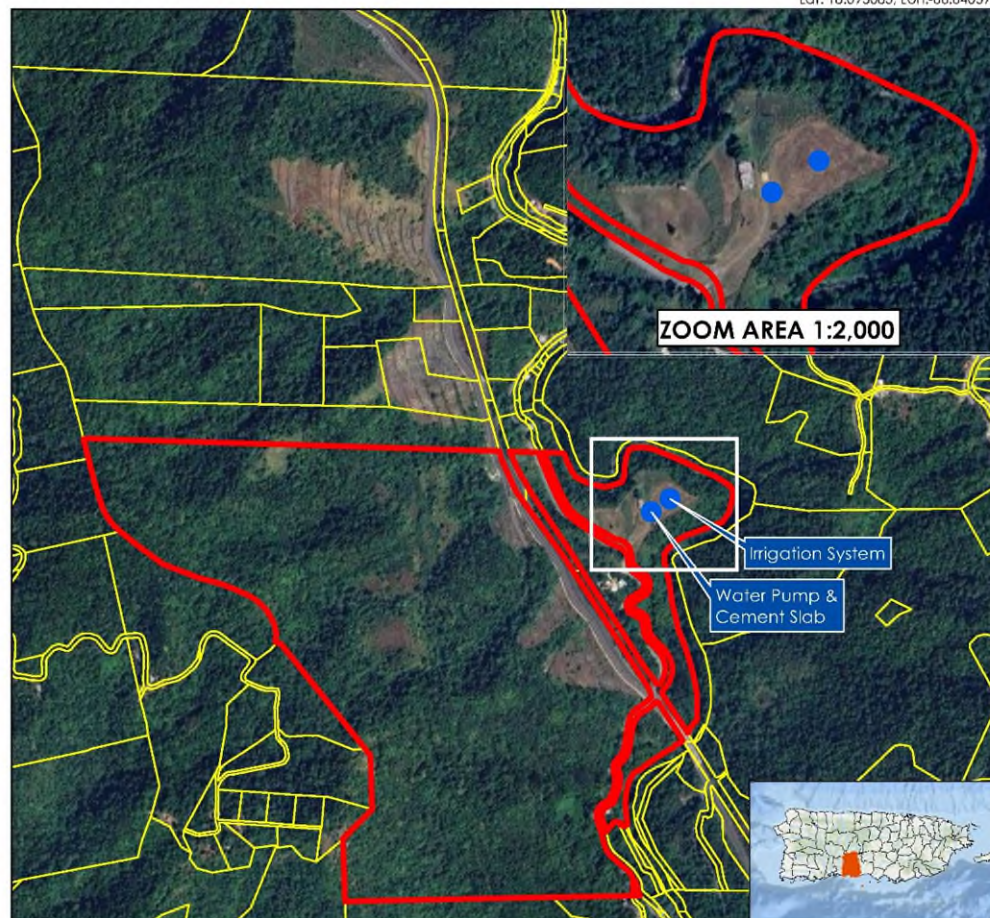 ZOOM AREA 1:2,000
Irrigation System
Water Pump &
Cement Slab